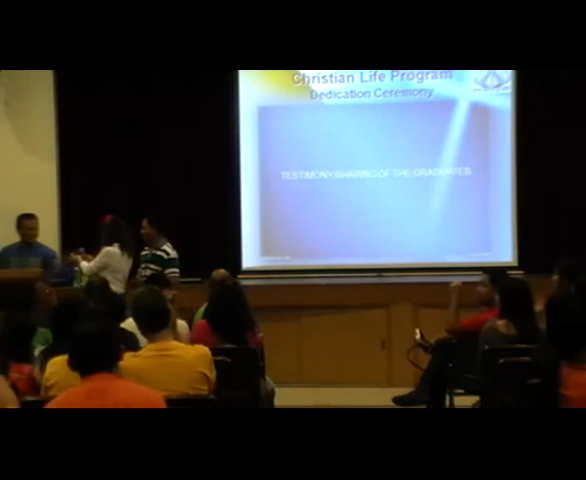 Christian Life Program
Dedication Ceremony
TESTIMONY/SHARING OF THE GRADUATES